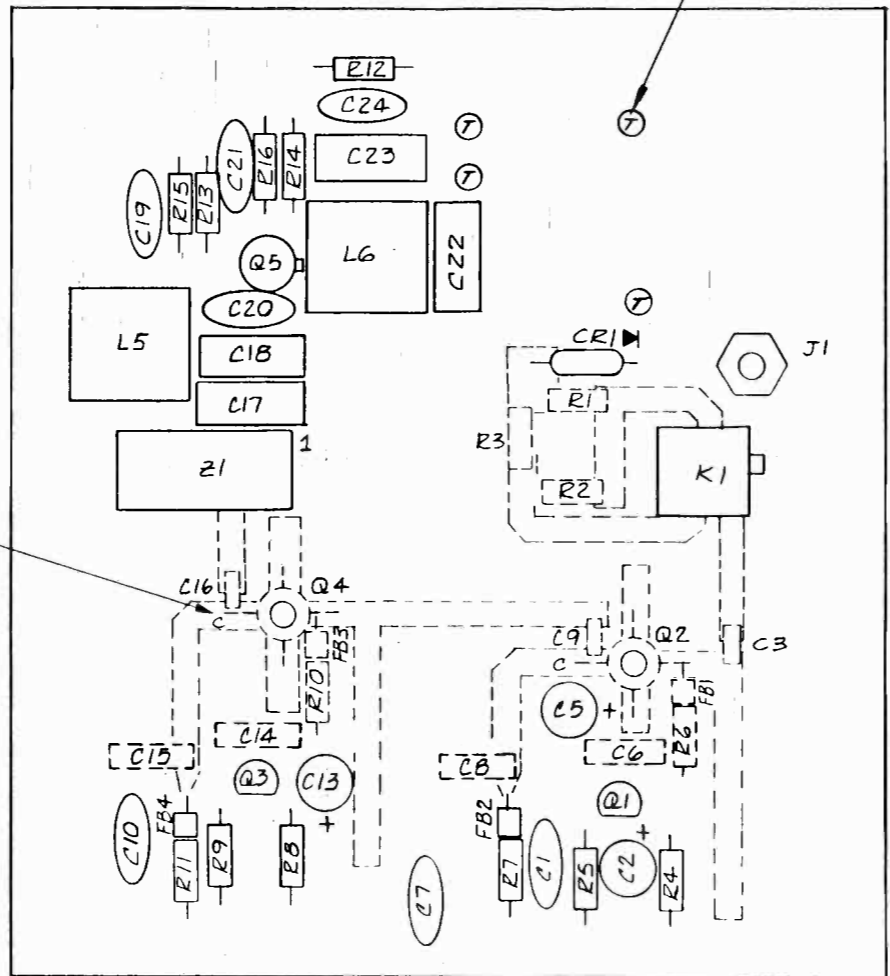 R12
C24
T
T
C23
C21
R16
R14
T
C19
R15
R13
Q5
L6
C22
C20
T
L5
C18
CR1
J1
C17
R1
R3
Z1
1
K1
R2
C16
Q4
C
C9
Q2
C3
C
FB3
R10
FB1
C5
+
C14
R6
C15
C6
C8
Q3
C13
+
Q1
+
C10
FB4
R11
R9
R8
FB2
R7
C1
R5
C2
R4
C7